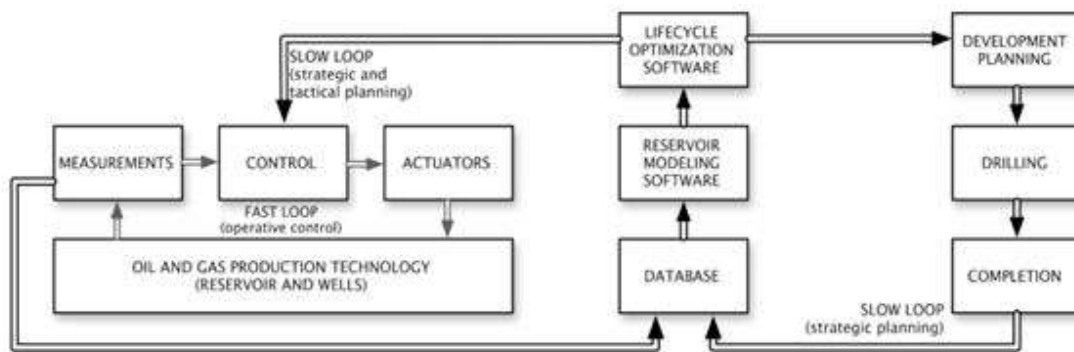 SLOW LOOP
(strategic and
tactical planning)
LIFECYCLE
OPTIMIZATION
SOFTWARE
DEVELOPMENT
PLANNING
MEASUREMENTS
CONTROL
ACTUATORS
RESERVOIR
MODELING
SOFTWARE
DRILLING
FAST LOOP
(operative control)
OIL AND GAS PRODUCTION TECHNOLOGY
(RESERVOIR AND WELLS)
DATABASE
COMPLETION
SLOW LOOP
(strategic planning)